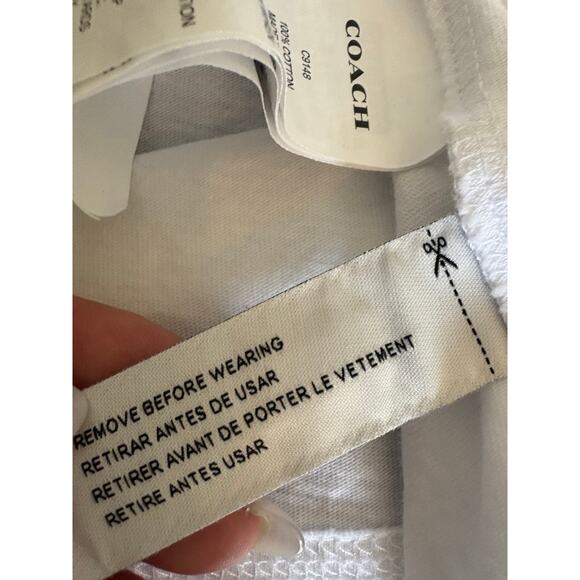 COACH
C9148
100% COTTON
REMOVE BEFORE WEARING
RETIRAR ANTES DE USAR
RETIRER AVANT DE PORTER LE VETEMENT
RETIRE ANTES USAR